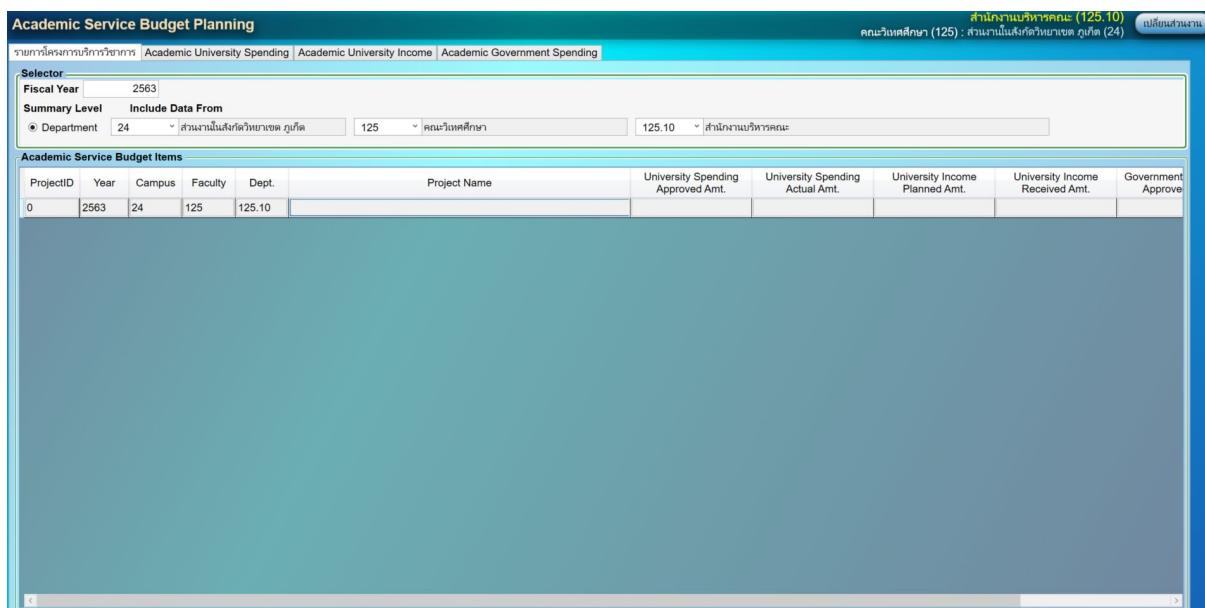 Academic Service Budget Planning
สำนักงานบริหารคณะ (125.10)
คณะวิเทศศึกษา (125) : ส่วนงานในสังกัดวิทยาเขต ภูเก็ต (24)
เปลี่ยนส่วนงาน
รายการโครงการบริการวิชาการ Academic University Spending Academic University Income Academic Government Spending
Selector
Fiscal Year 2563
Summary Level Include Data From
Department 24 ส่วนงานในสังกัดวิทยาเขต ภูเก็ต 125 คณะวิเทศศึกษา 125.10 สำนักงานบริหารคณะ
Academic Service Budget Items
ProjectID Year Campus Faculty Dept. Project Name University Spending Approved Amt. University Spending Actual Amt. University Income Planned Amt. University Income Received Amt. Government Approve
0 2563 24 125 125.10